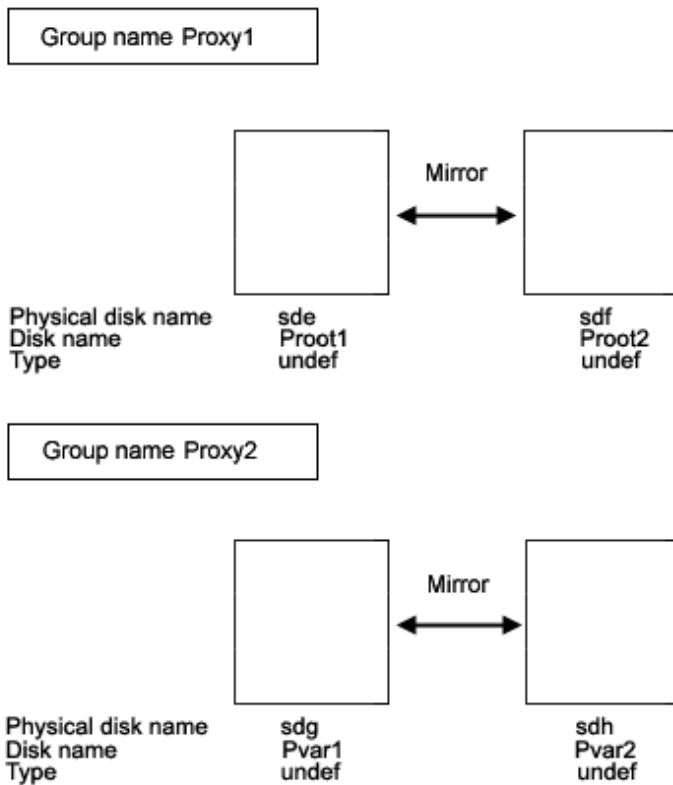 Group name Proxy1
Mirror
Physical disk name sde sdf
Disk name Proot1 Proot2
Type undef undef
Group name Proxy2
Mirror
Physical disk name sdg sdh
Disk name Pvar1 Pvar2
Type undef undef